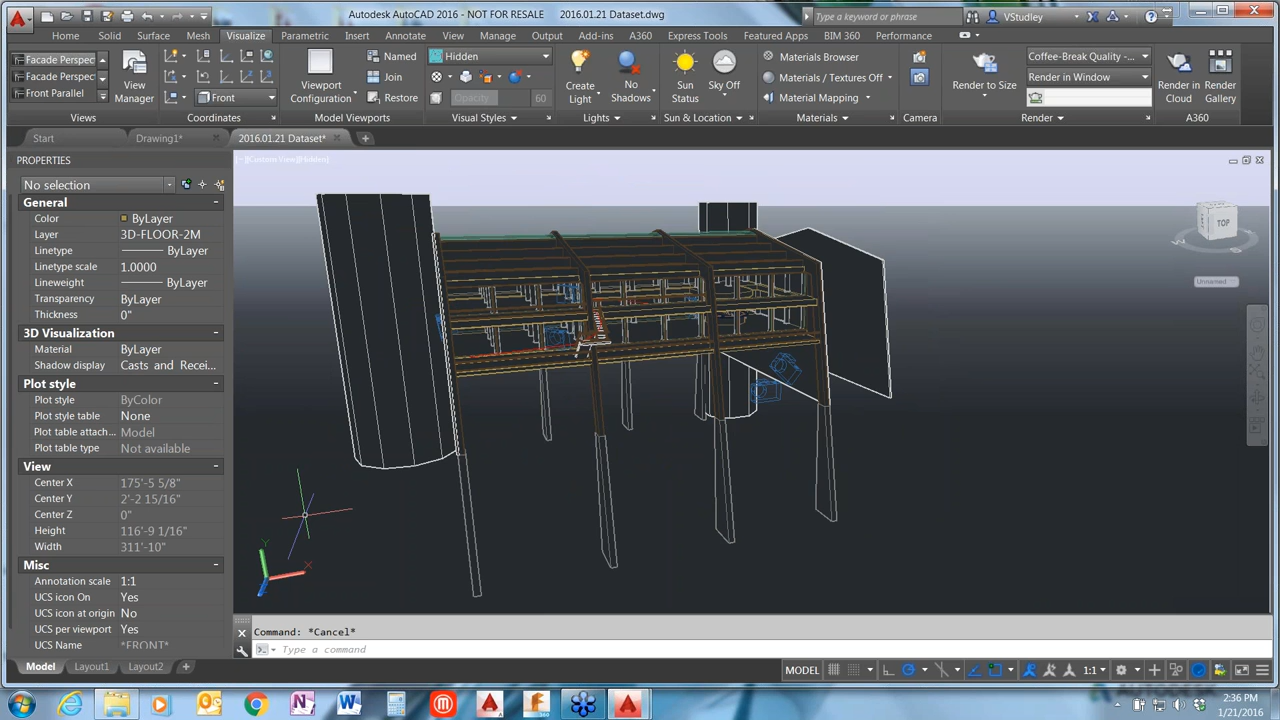 Autodesk AutoCAD 2016 - NOT FOR RESALE 2016.01.21 Dataset.dwg
Type a keyword or phrase
VStudley
Home Solid Surface Mesh Visualize Parametric Insert Annotate View Manage Output Add-ins A360 Express Tools Featured Apps BIM 360 Performance
Facade Perspec
Facade Perspec
Front Parallel
View Manager
Views
Front
Coordinates
Viewport Configuration
Named
Join
Restore
Model Viewports
Hidden
Opacity 60
Visual Styles
Create Light
No Shadows
Lights
Sun Status
Sky Off
Sun & Location
Materials Browser
Materials / Textures Off
Material Mapping
Materials
Camera
Render to Size
Coffee-Break Quality -...
Render in Window
Render
Render in Cloud
Render Gallery
A360
Start Drawing1* 2016.01.21 Dataset*
PROPERTIES
No selection
General
Color ByLayer
Layer 3D-FLOOR-2M
Linetype ByLayer
Linetype scale 1.0000
Lineweight ByLayer
Transparency ByLayer
Thickness 0"
3D Visualization
Material ByLayer
Shadow display Casts and Recei...
Plot style
Plot style ByColor
Plot style table None
Plot table attach... Model
Plot table type Not available
View
Center X 175'-5 5/8"
Center Y 2'-2 15/16"
Center Z 0"
Height 116'-9 1/16"
Width 311'-10"
Misc
Annotation scale 1:1
UCS icon On Yes
UCS icon at origin No
UCS per viewport Yes
UCS Name *FRONT*
[-][Custom View][Hidden]
TOP
Unnamed
Y
X
Command: *Cancel*
Type a command
Model Layout1 Layout2
MODEL
1:1
2:36 PM
1/21/2016